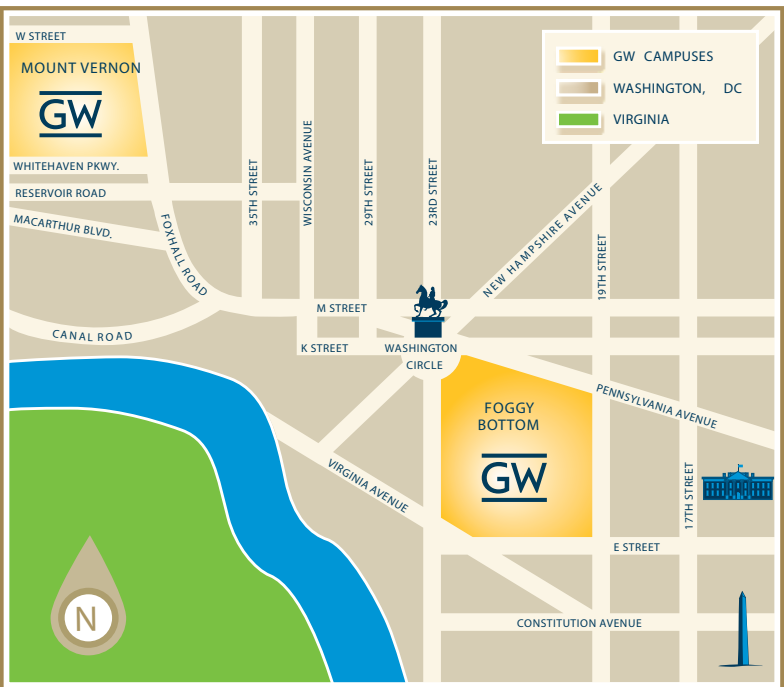 W STREET
MOUNT VERNON
GW
WHITEHAVEN PKWY.
RESERVOIR ROAD
MACARTHUR BLVD.
FOXHALL ROAD
CANAL ROAD
35TH STREET
WISCONSIN AVENUE
29TH STREET
23RD STREET
NEW HAMPSHIRE AVENUE
19TH STREET
GW CAMPUSES
WASHINGTON, DC
VIRGINIA
M STREET
K STREET
WASHINGTON
CIRCLE
PENNSYLVANIA AVENUE
FOGGY
BOTTOM
GW
VIRGINIA AVENUE
17TH STREET
E STREET
CONSTITUTION AVENUE
N